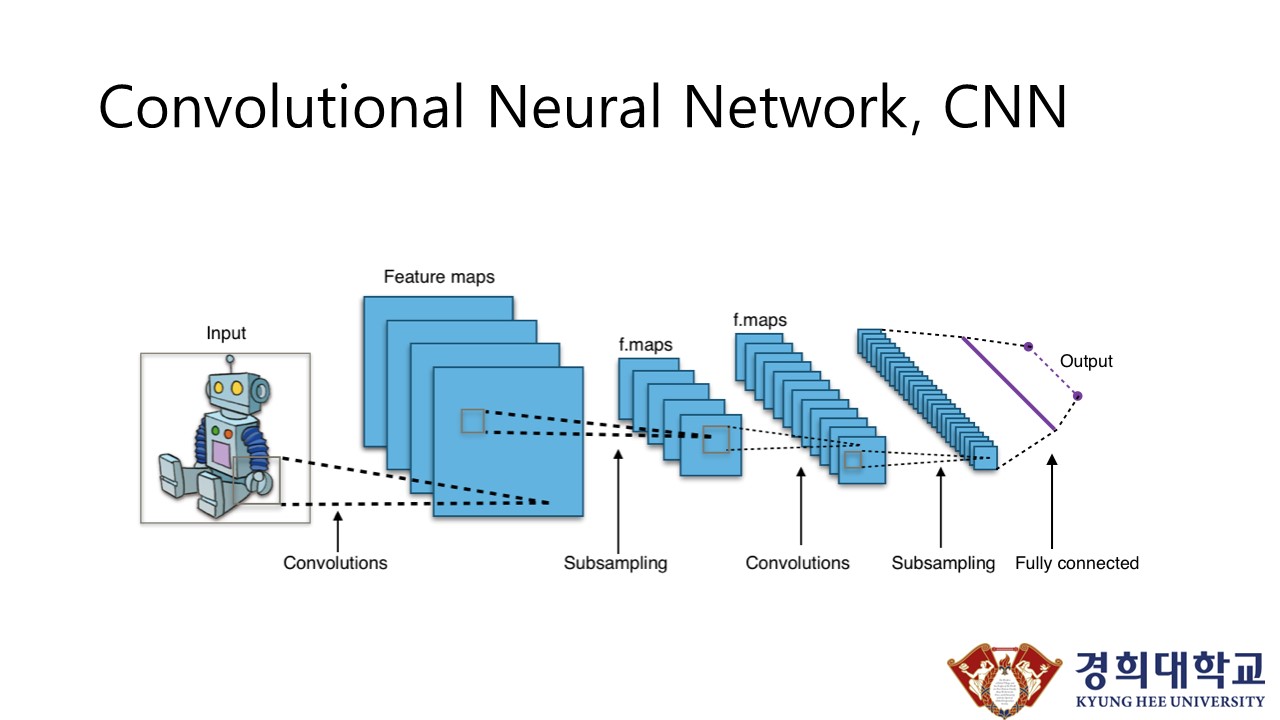 Convolutional Neural Network, CNN
Feature maps
Input
f.maps
f.maps
Output
Convolutions
Subsampling
Convolutions
Subsampling
Fully connected
경희대학교
KYUNG HEE UNIVERSITY